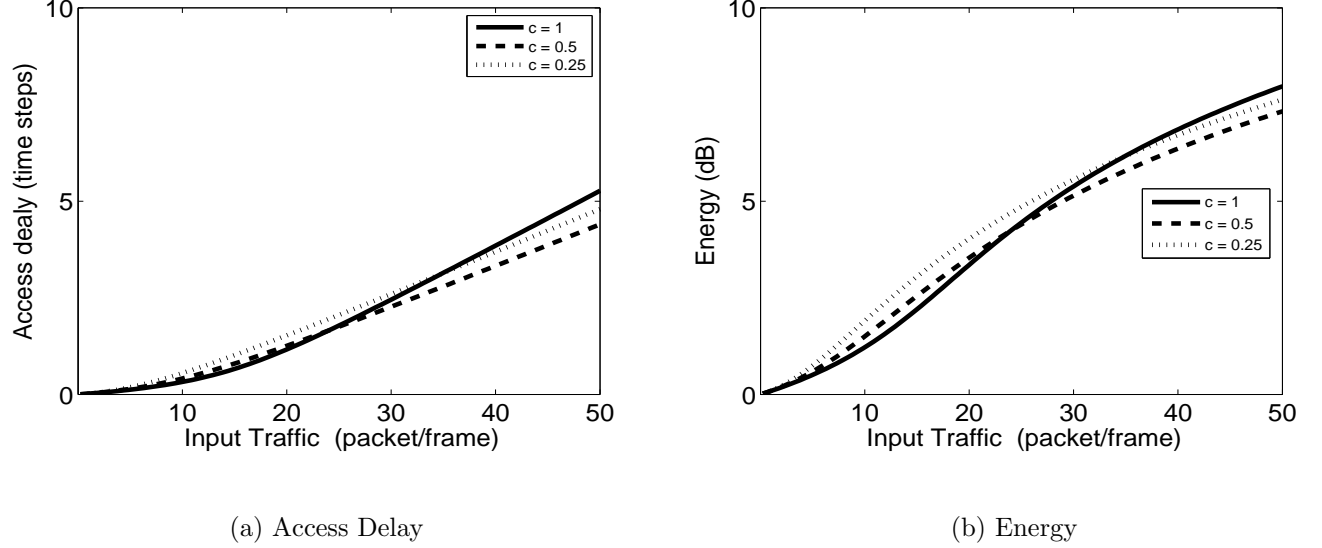 10
5
0
Access dealy (time steps)
10
20
30
40
50
Input Traffic (packet/frame)
c = 1
c = 0.5
c = 0.25
(a) Access Delay
10
5
0
Energy (dB)
10
20
30
40
50
Input Traffic (packet/frame)
c = 1
c = 0.5
c = 0.25
(b) Energy